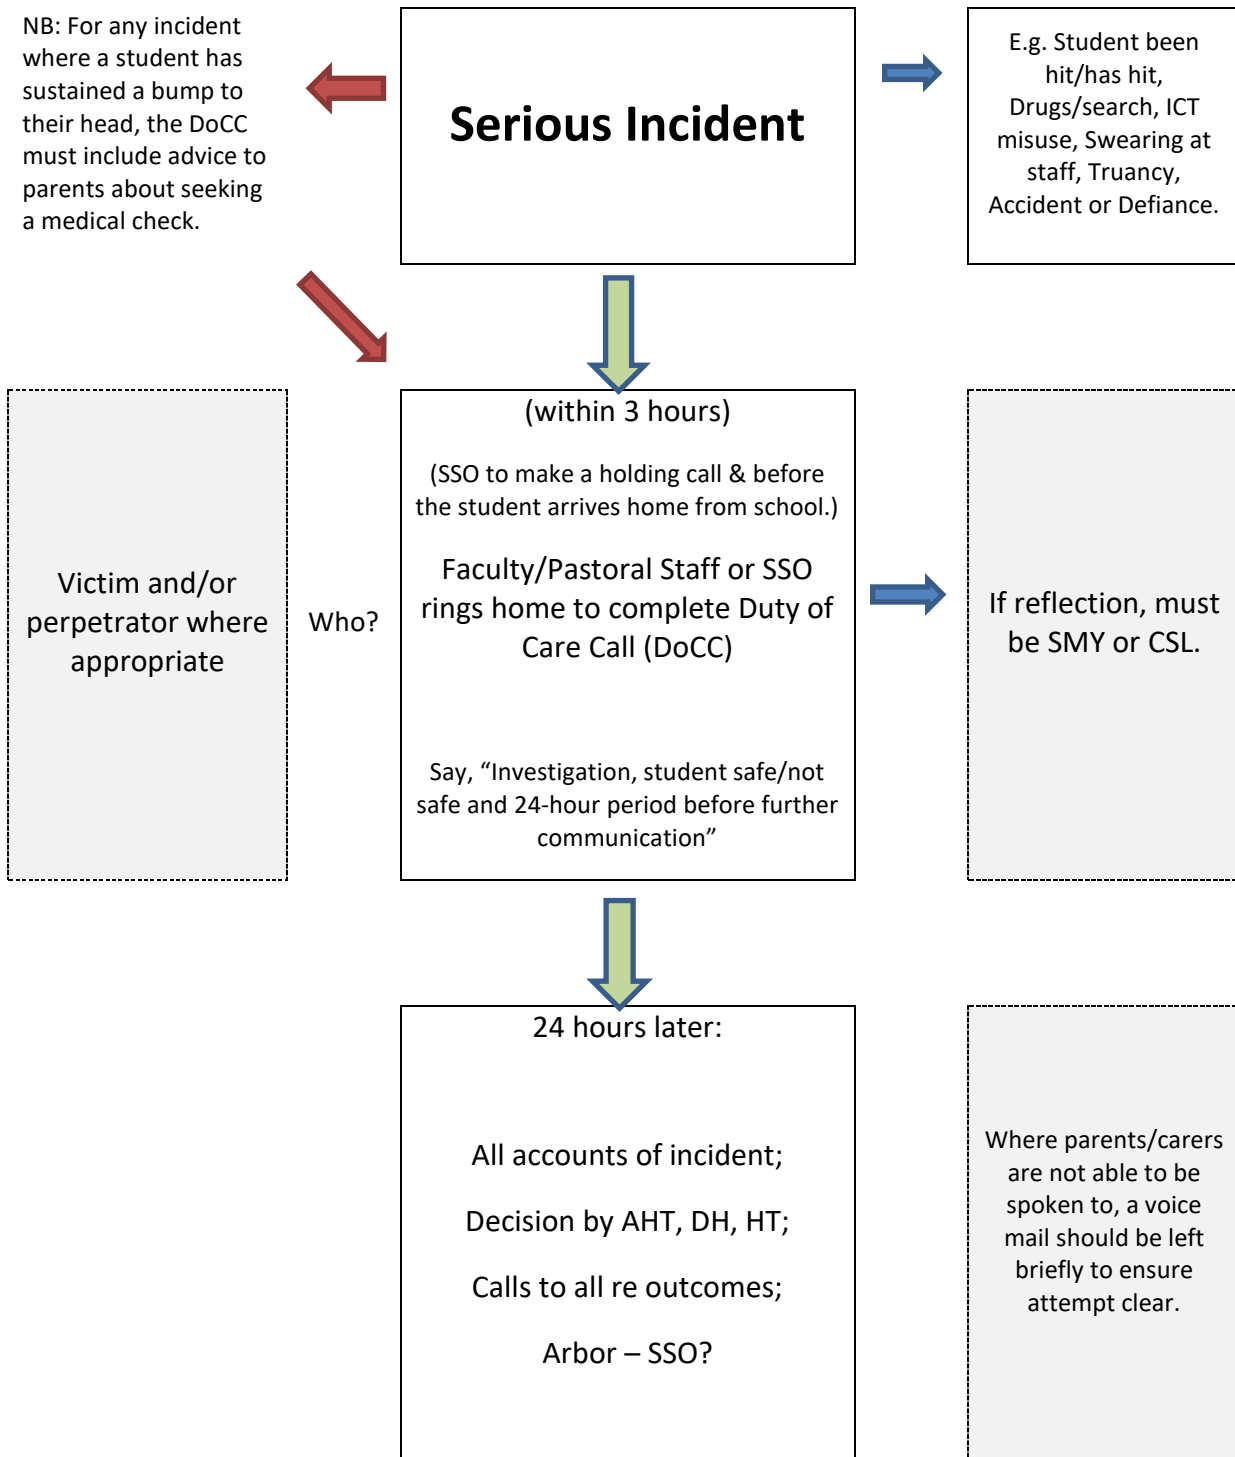 NB: For any incident
where a student has
sustained a bump to
their head, the DoCC
must include advice to
parents about seeking
a medical check.
Serious Incident
E.g. Student been
hit/has hit,
Drugs/search, ICT
misuse, Swearing at
staff, Truancy,
Accident or Defiance.
Victim and/or
perpetrator where
appropriate
Who?
(within 3 hours)
(SSO to make a holding call & before
the student arrives home from school.)
Faculty/Pastoral Staff or SSO
rings home to complete Duty of
Care Call (DoCC)
Say, “Investigation, student safe/not
safe and 24-hour period before further
communication”
If reflection, must
be SMY or CSL.
24 hours later:
All accounts of incident;
Decision by AHT, DH, HT;
Calls to all re outcomes;
Arbor – SSO?
Where parents/carers
are not able to be
spoken to, a voice
mail should be left
briefly to ensure
attempt clear.